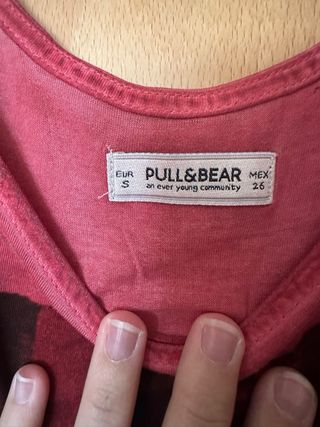 EUR PULL&BEAR MEX
S an ever young community 26